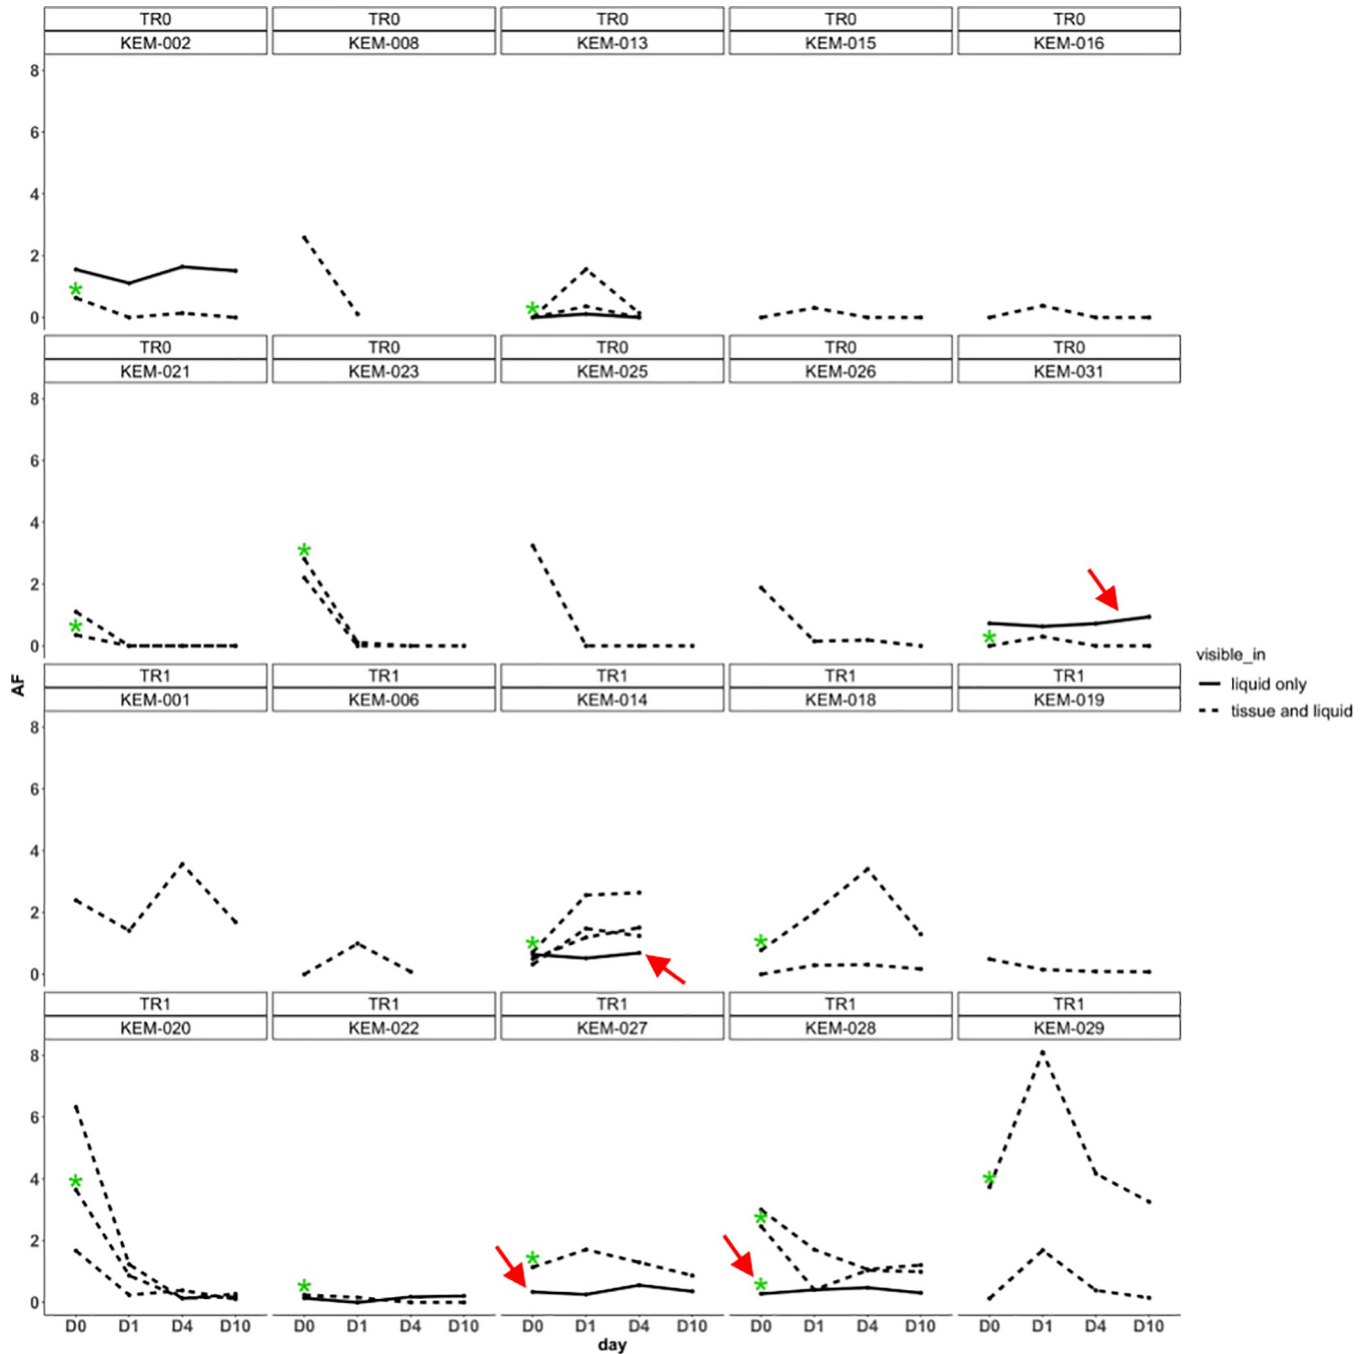 TR0 TR0 TR0 TR0 TR0
KEM-002 KEM-008 KEM-013 KEM-015 KEM-016
8
6
4
2
0
TR0 TR0 TR0 TR0 TR0
KEM-021 KEM-023 KEM-025 KEM-026 KEM-031
8
6
4
2
0
TR1 TR1 TR1 TR1 TR1
KEM-001 KEM-006 KEM-014 KEM-018 KEM-019
8
6
4
2
0
TR1 TR1 TR1 TR1 TR1
KEM-020 KEM-022 KEM-027 KEM-028 KEM-029
8
6
4
2
0
D0 D1 D4 D10 D0 D1 D4 D10 D0 D1 D4 D10 D0 D1 D4 D10 D0 D1 D4 D10
day
AF
visible_in
liquid only
tissue and liquid